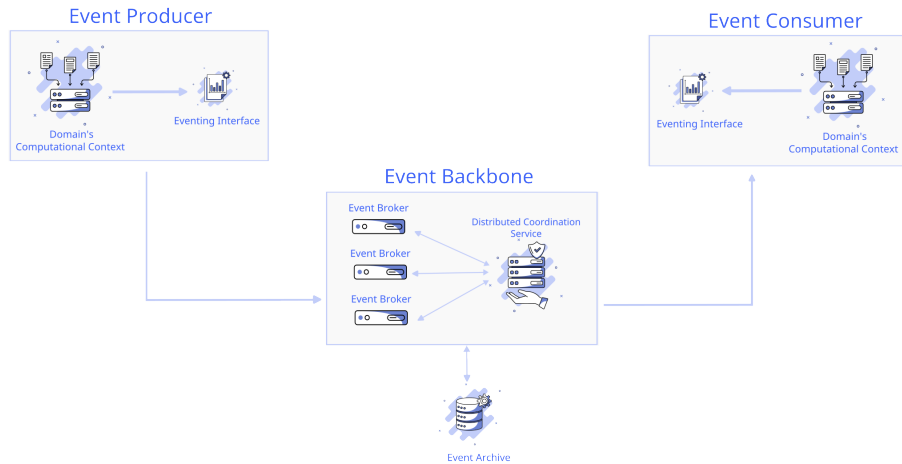 Event Producer
Event Consumer
Eventing Interface
Domain's
Computational Context
Eventing Interface
Domain's
Computational Context
Event Backbone
Event Broker
Distributed Coordination
Service
Event Broker
Event Broker
Event Archive